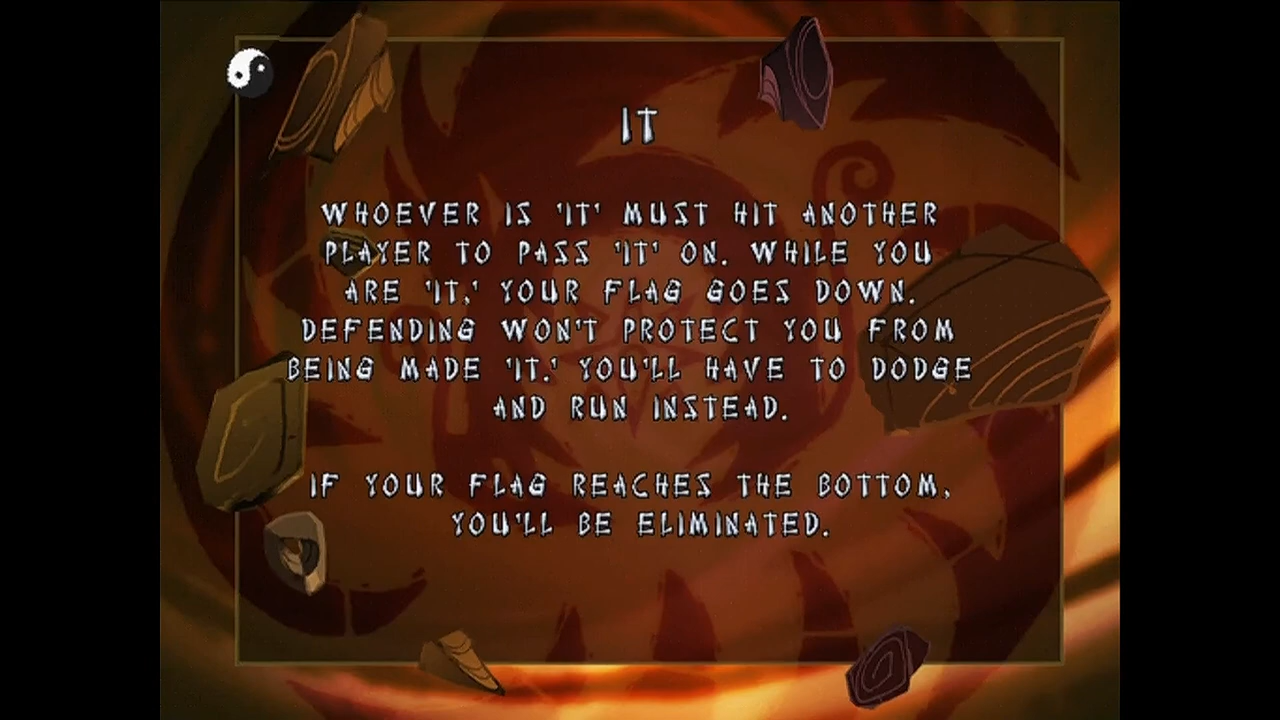 IT
WHOEVER IS 'IT' MUST HIT ANOTHER
PLAYER TO PASS 'IT' ON. WHILE YOU
ARE 'IT,' YOUR FLAG GOES DOWN.
DEFENDING WON'T PROTECT YOU FROM
BEING MADE 'IT.' YOU'LL HAVE TO DODGE
AND RUN INSTEAD.
IF YOUR FLAG REACHES THE BOTTOM,
YOU'LL BE ELIMINATED.